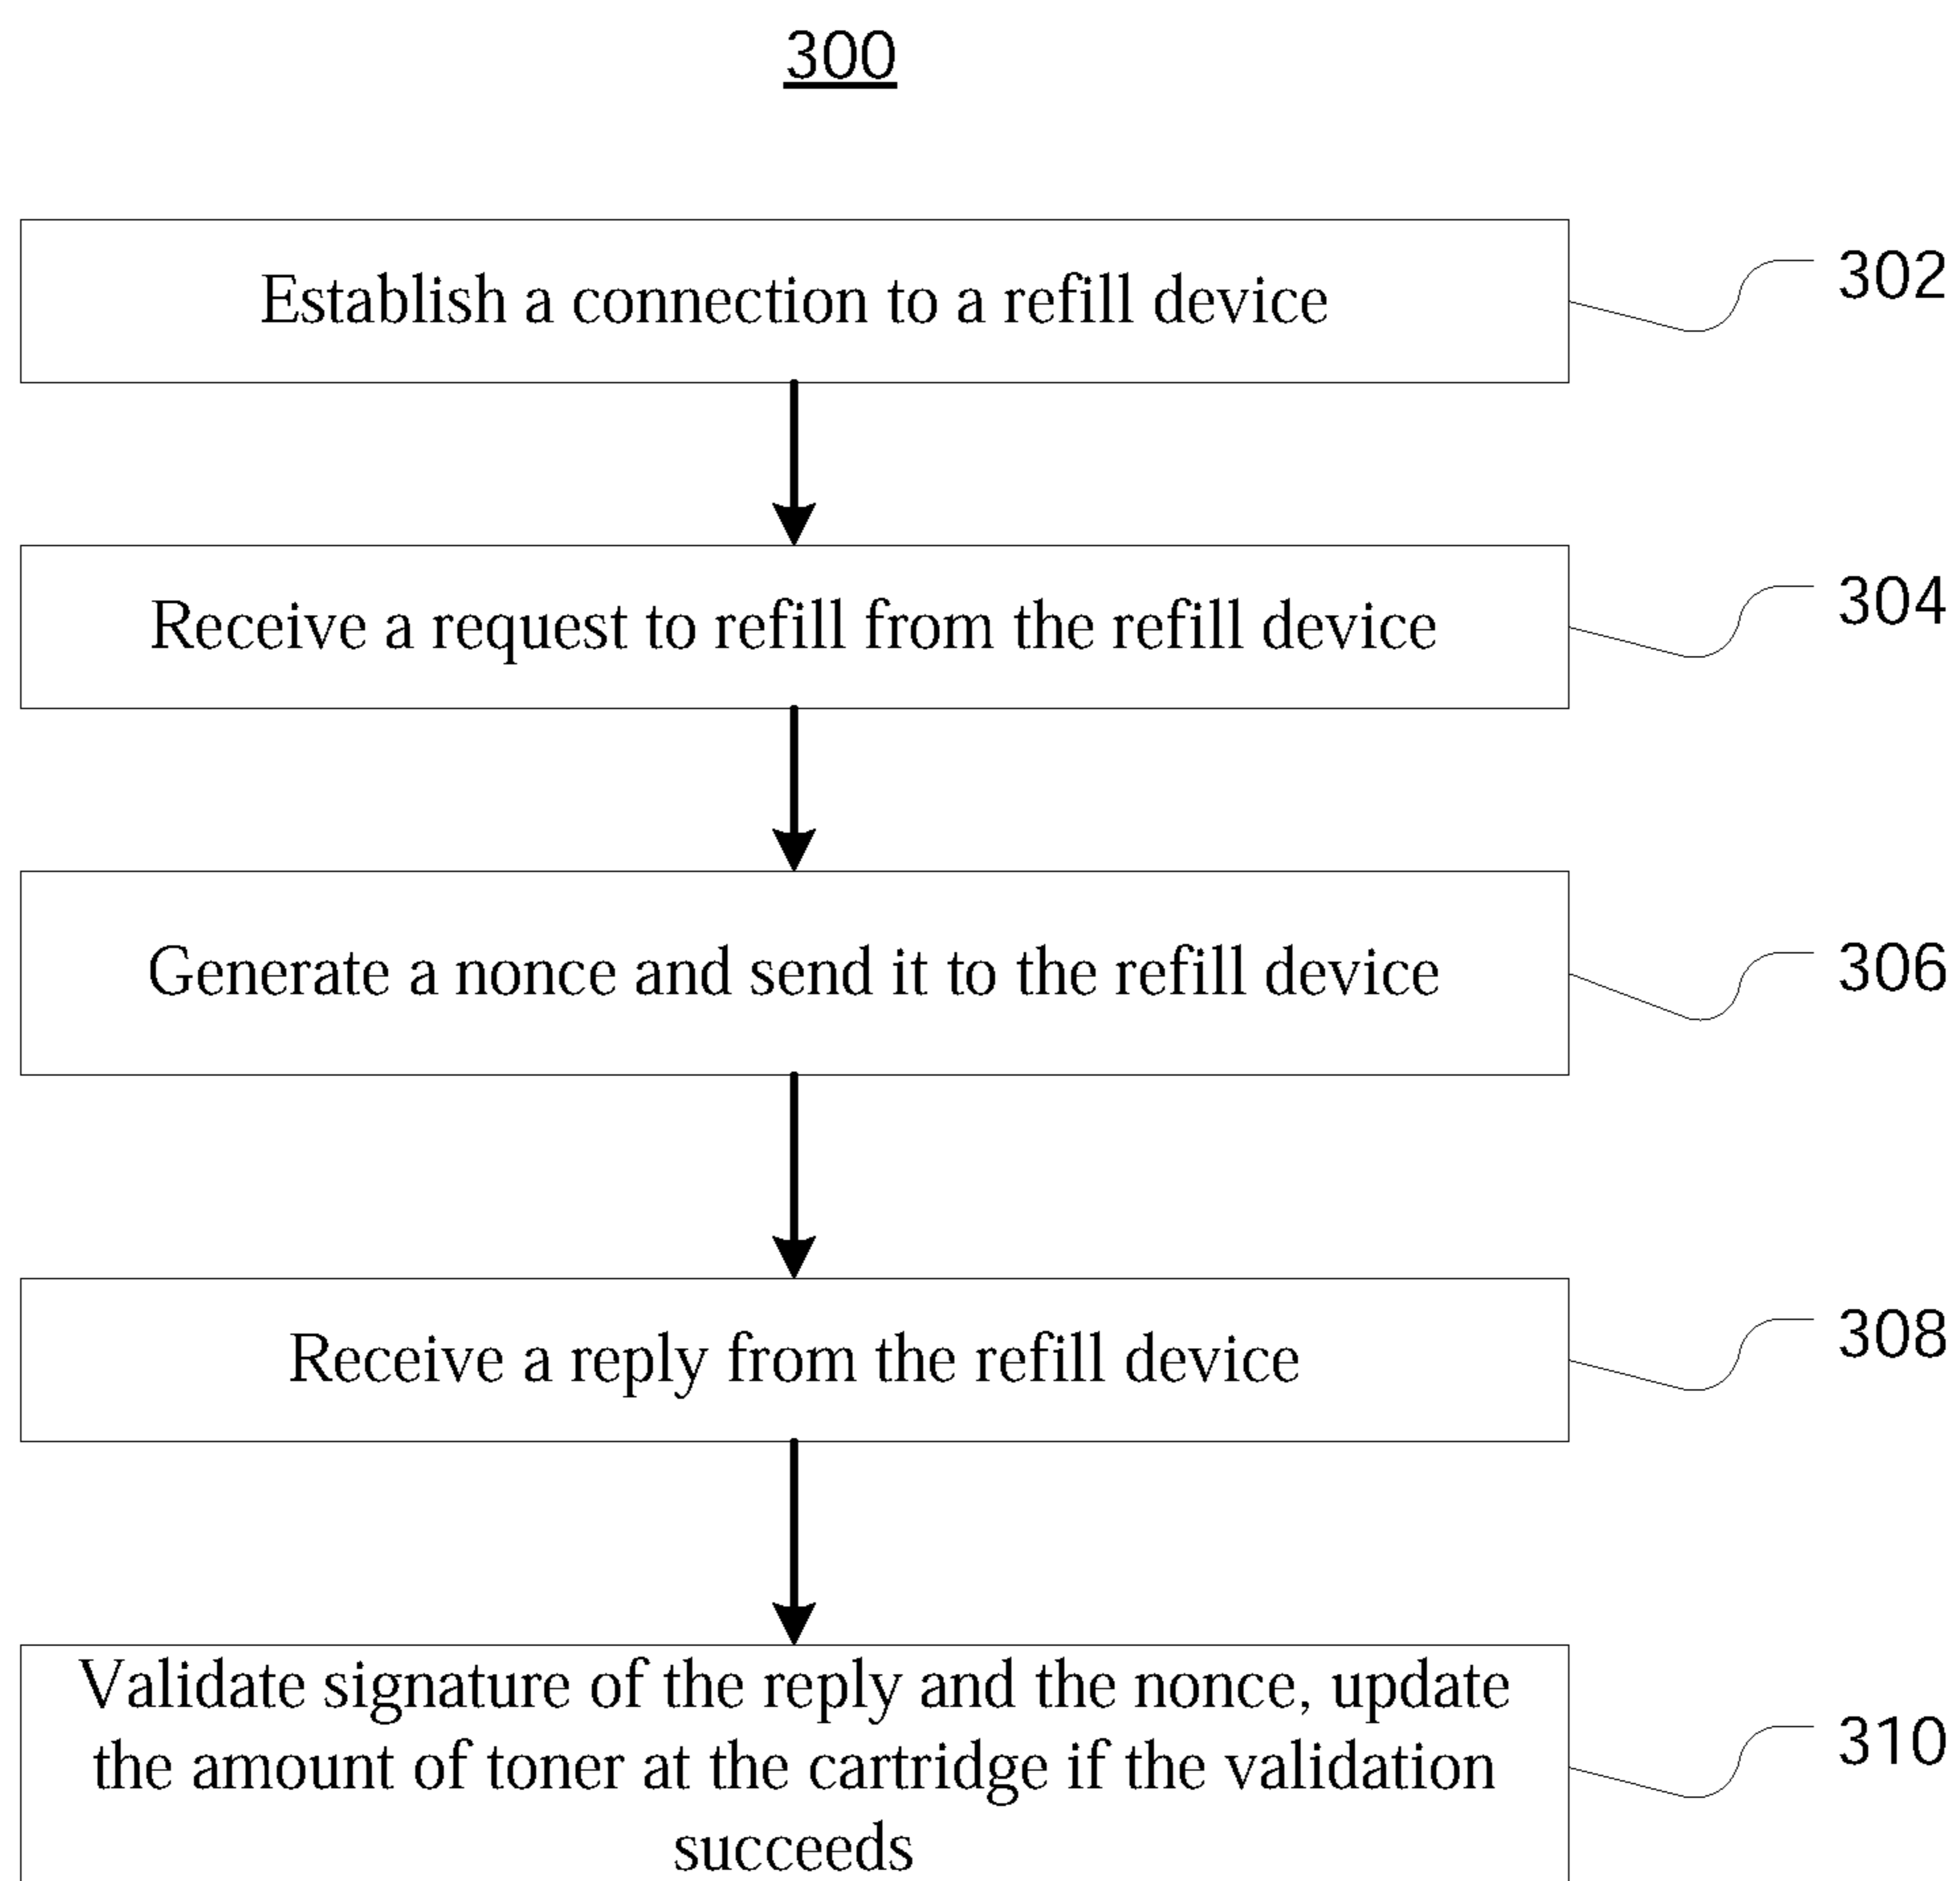 300
Establish a connection to a refill device
302
Receive a request to refill from the refill device
304
Generate a nonce and send it to the refill device
306
Receive a reply from the refill device
308
Validate signature of the reply and the nonce, update
the amount of toner at the cartridge if the validation
succeeds
310